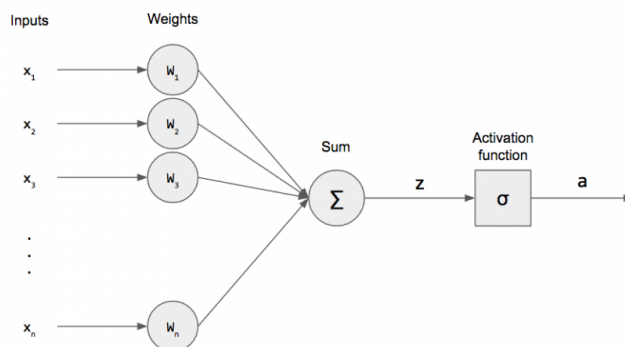 Inputs
Weights
x₁
W₁
x₂
W₂
Sum
Activation
function
x₃
W₃
Σ
z
σ
a
.
.
.
xₙ
Wₙ